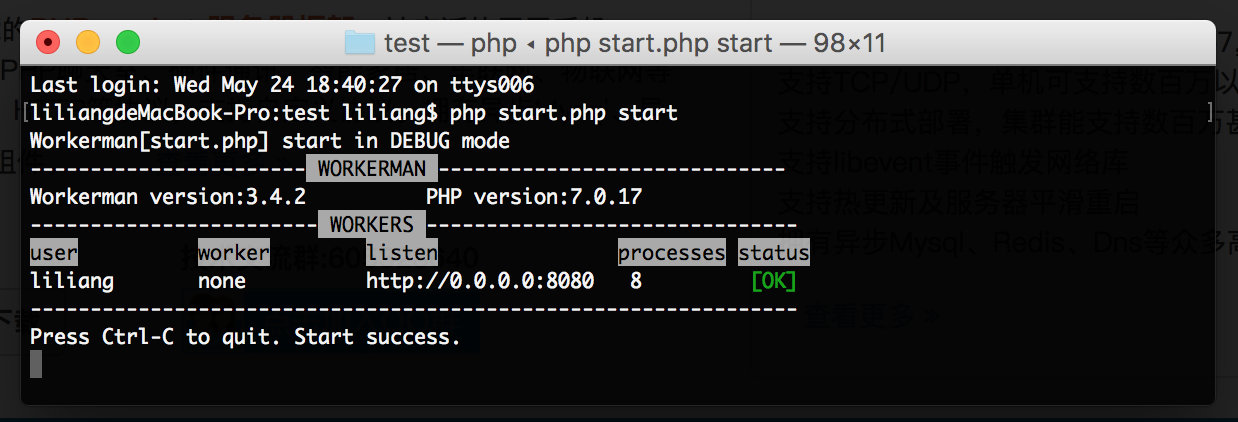 test — php ◂ php start.php start — 98×11
Last login: Wed May 24 18:40:27 on ttys006
[liliangdeMacBook-Pro:test liliang$ php start.php start ]
Workerman[start.php] start in DEBUG mode
----------------------- WORKERMAN -----------------------------
Workerman version:3.4.2          PHP version:7.0.17
------------------------ WORKERS -------------------------------
user          worker        listen               processes status
liliang       none          http://0.0.0.0:8080   8         [OK]
----------------------------------------------------------------
Press Ctrl-C to quit. Start success.
支持TCP/UDP，单机可支持数百万以
支持分布式部署，集群能支持数百万甚
支持libevent事件触发网络库
支持热更新及服务器平滑重启
有异步Mysql、Redis、Dns等众多高
查看更多 »
物联网等